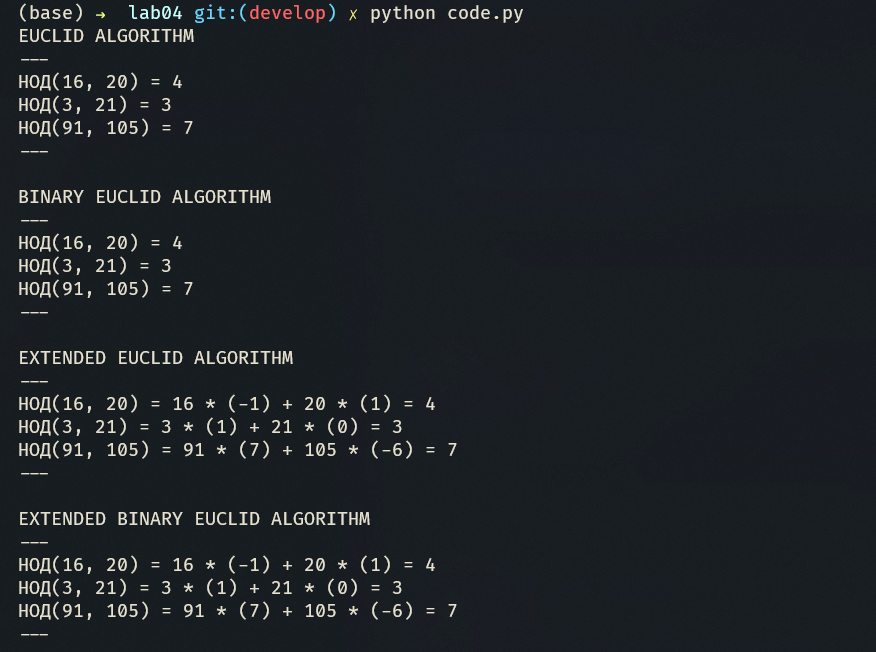 (base) → lab04 git:(develop) ✗ python code.py
EUCLID ALGORITHM
---
НОД(16, 20) = 4
НОД(3, 21) = 3
НОД(91, 105) = 7
---
BINARY EUCLID ALGORITHM
---
НОД(16, 20) = 4
НОД(3, 21) = 3
НОД(91, 105) = 7
---
EXTENDED EUCLID ALGORITHM
---
НОД(16, 20) = 16 * (-1) + 20 * (1) = 4
НОД(3, 21) = 3 * (1) + 21 * (0) = 3
НОД(91, 105) = 91 * (7) + 105 * (-6) = 7
---
EXTENDED BINARY EUCLID ALGORITHM
---
НОД(16, 20) = 16 * (-1) + 20 * (1) = 4
НОД(3, 21) = 3 * (1) + 21 * (0) = 3
НОД(91, 105) = 91 * (7) + 105 * (-6) = 7
---